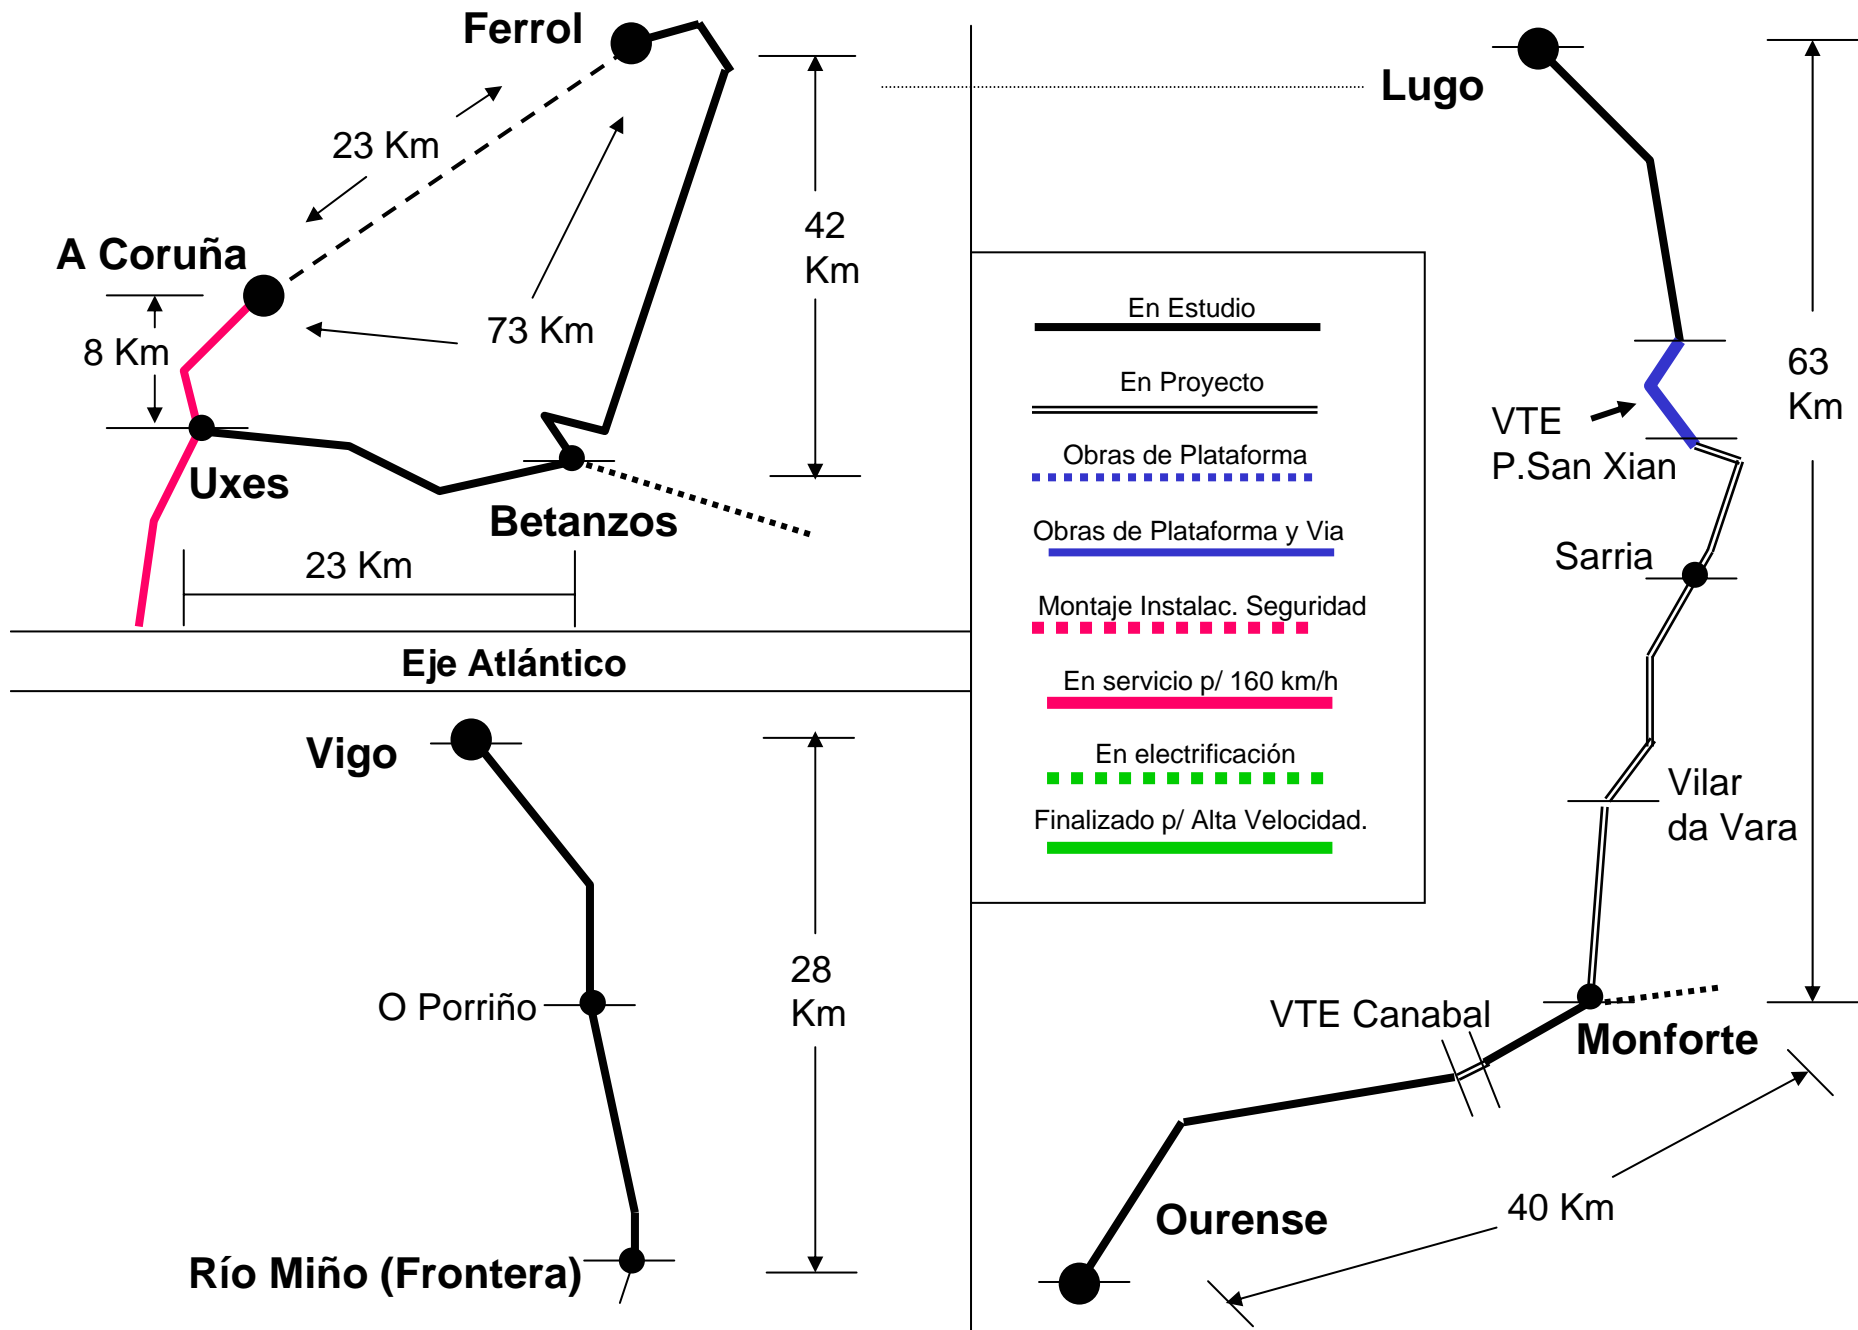 Ferrol
23 Km
A Coruña
8 Km
73 Km
42
Km
Uxes
Betanzos
23 Km
Eje Atlántico
Vigo
28
Km
O Porriño
Río Miño (Frontera)
En Estudio
En Proyecto
Obras de Plataforma
Obras de Plataforma y Via
Montaje Instalac. Seguridad
En servicio p/ 160 km/h
En electrificación
Finalizado p/ Alta Velocidad.
Lugo
63
Km
VTE
P.San Xian
Sarria
Vilar
da Vara
VTE Canabal
Monforte
40 Km
Ourense